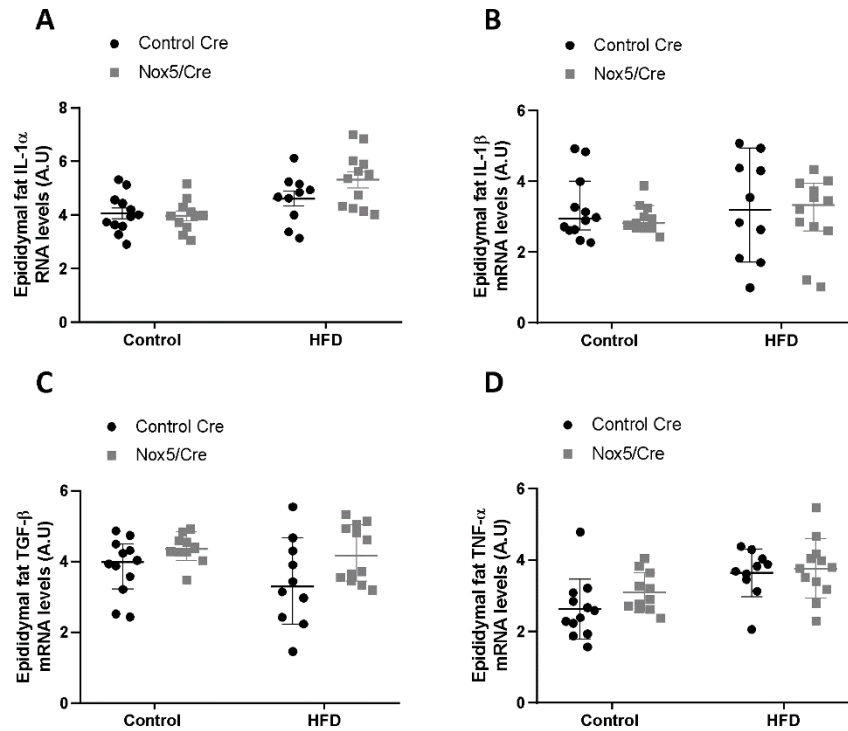 A
Control Cre
Nox5/Cre
Epididymal fat IL-1α
RNA levels (A.U)
8
6
4
2
0
Control HFD
B
Control Cre
Nox5/Cre
Epididymal fat IL-1β
mRNA levels (A.U)
6
4
2
0
Control HFD
C
Control Cre
Nox5/Cre
Epididymal fat TGF-β
mRNA levels (A.U)
6
4
2
0
Control HFD
D
Control Cre
Nox5/Cre
Epididymal fat TNF-α
mRNA levels (A.U)
6
4
2
0
Control HFD